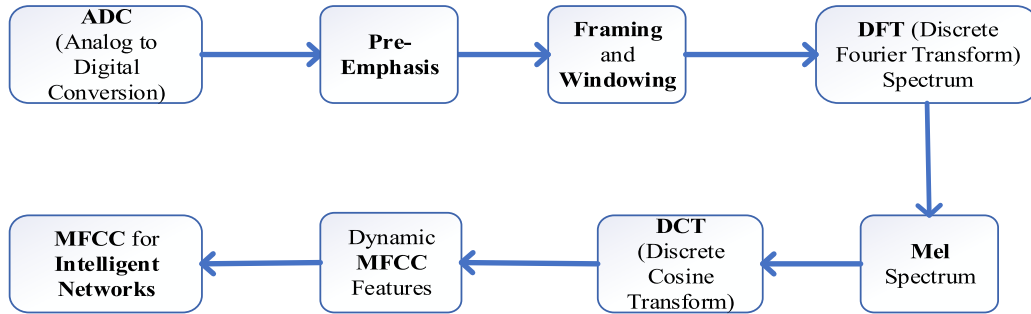 ADC
(Analog to
Digital
Conversion)
Pre-
Emphasis
Framing
and
Windowing
DFT (Discrete
Fourier Transform)
Spectrum
Mel
Spectrum
DCT
(Discrete
Cosine
Transform)
Dynamic
MFCC
Features
MFCC for
Intelligent
Networks